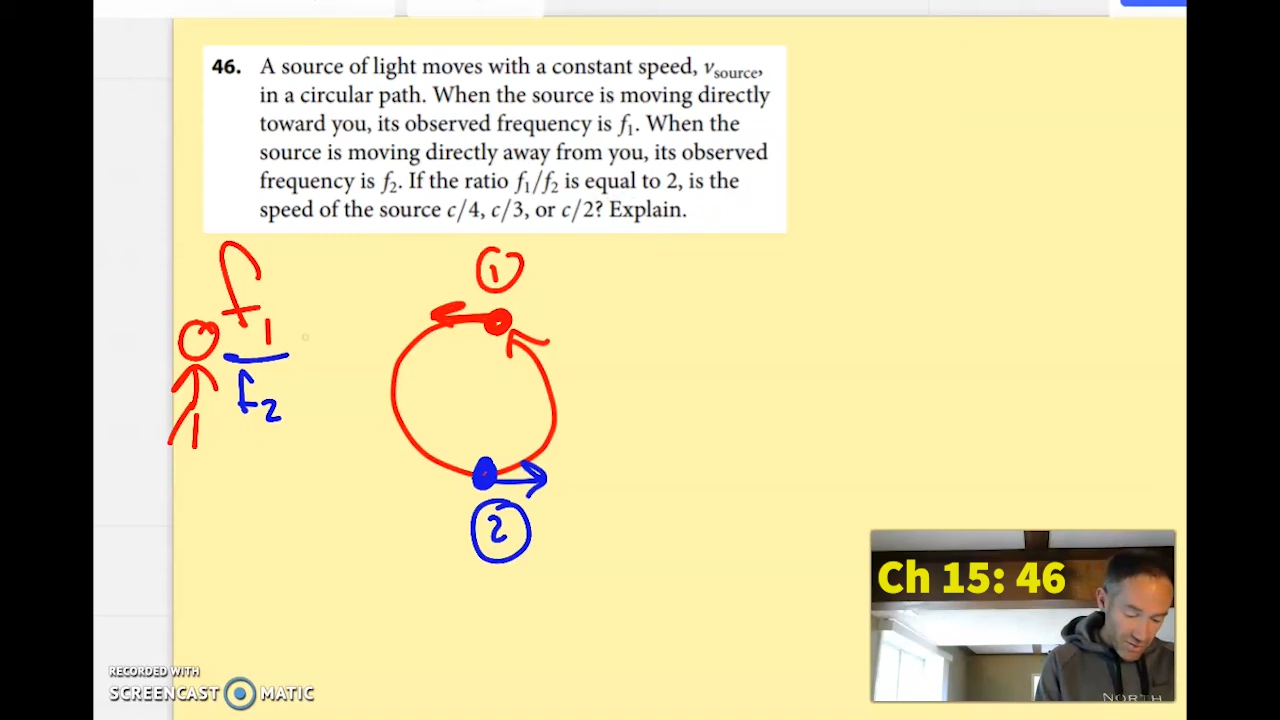 46. A source of light moves with a constant speed, v_source,
in a circular path. When the source is moving directly
toward you, its observed frequency is f₁. When the
source is moving directly away from you, its observed
frequency is f₂. If the ratio f₁/f₂ is equal to 2, is the
speed of the source c/4, c/3, or c/2? Explain.
1
f₁
f₂
2
Ch 15: 46
NORTH
RECORDED WITH
SCREENCAST MATIC